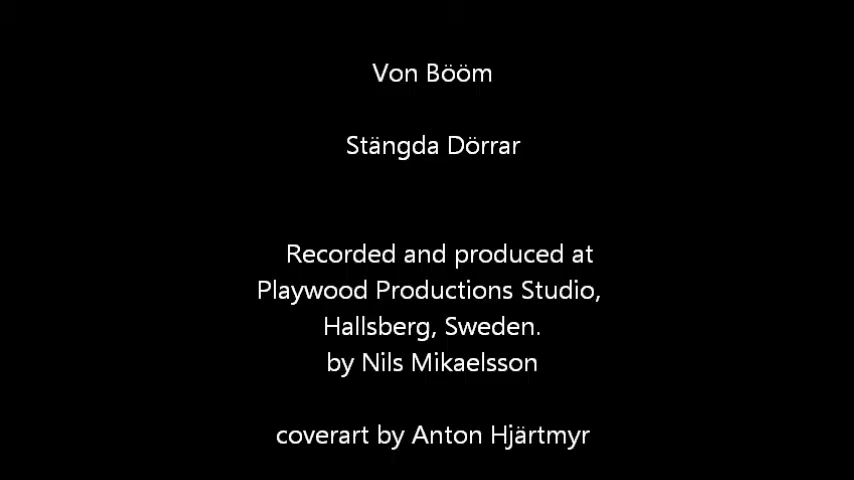 Von Bööm
Stängda Dörrar
Recorded and produced at
Playwood Productions Studio,
Hallsberg, Sweden.
by Nils Mikaelsson
coverart by Anton Hjärtmyr